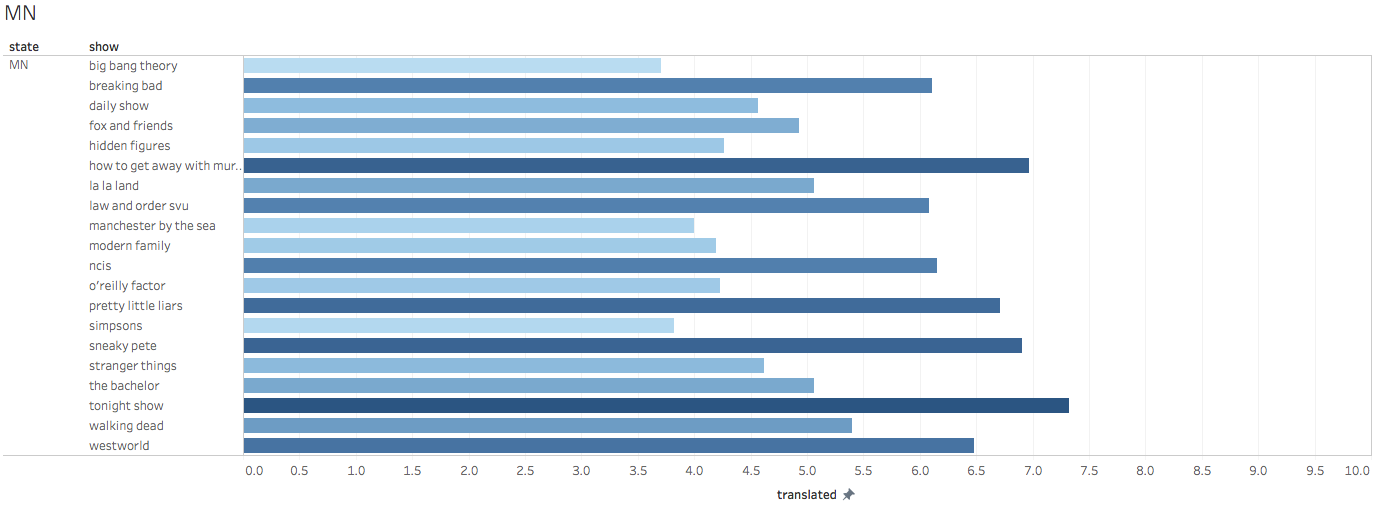 MN
state show
MN big bang theory
breaking bad
daily show
fox and friends
hidden figures
how to get away with mur..
la la land
law and order svu
manchester by the sea
modern family
ncis
o'reilly factor
pretty little liars
simpsons
sneaky pete
stranger things
the bachelor
tonight show
walking dead
westworld
0.0 0.5 1.0 1.5 2.0 2.5 3.0 3.5 4.0 4.5 5.0 5.5 6.0 6.5 7.0 7.5 8.0 8.5 9.0 9.5 10.0
translated